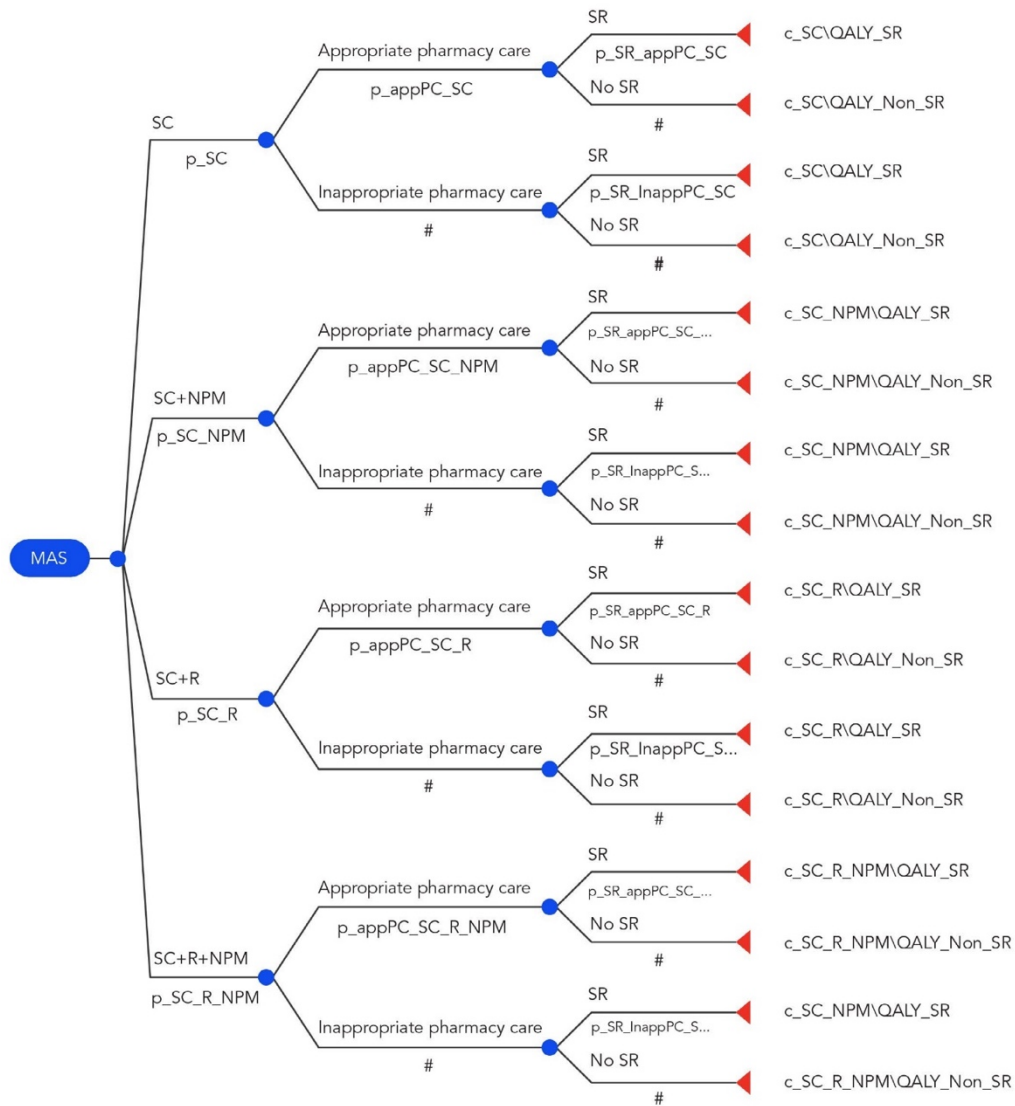 SR
c_SC\QALY_SR
Appropriate pharmacy care
p_SR_appPC_SC
p_appPC_SC
No SR
c_SC\QALY_Non_SR
#
SC
p_SC
SR
c_SC\QALY_SR
Inappropriate pharmacy care
p_SR_InappPC_SC
#
No SR
c_SC\QALY_Non_SR
#
SR
c_SC_NPM\QALY_SR
Appropriate pharmacy care
p_SR_appPC_SC_...
p_appPC_SC_NPM
No SR
c_SC_NPM\QALY_Non_SR
#
SC+NPM
p_SC_NPM
SR
c_SC_NPM\QALY_SR
Inappropriate pharmacy care
p_SR_InappPC_S...
#
No SR
c_SC_NPM\QALY_Non_SR
#
MAS
SR
c_SC_R\QALY_SR
Appropriate pharmacy care
p_SR_appPC_SC_R
p_appPC_SC_R
No SR
c_SC_R\QALY_Non_SR
#
SC+R
p_SC_R
SR
c_SC_R\QALY_SR
Inappropriate pharmacy care
p_SR_InappPC_S...
#
No SR
c_SC_R\QALY_Non_SR
#
SR
c_SC_R_NPM\QALY_SR
Appropriate pharmacy care
p_SR_appPC_SC_...
p_appPC_SC_R_NPM
No SR
c_SC_R_NPM\QALY_Non_SR
#
SC+R+NPM
p_SC_R_NPM
SR
c_SC_NPM\QALY_SR
Inappropriate pharmacy care
p_SR_InappPC_S...
#
No SR
c_SC_R_NPM\QALY_Non_SR
#